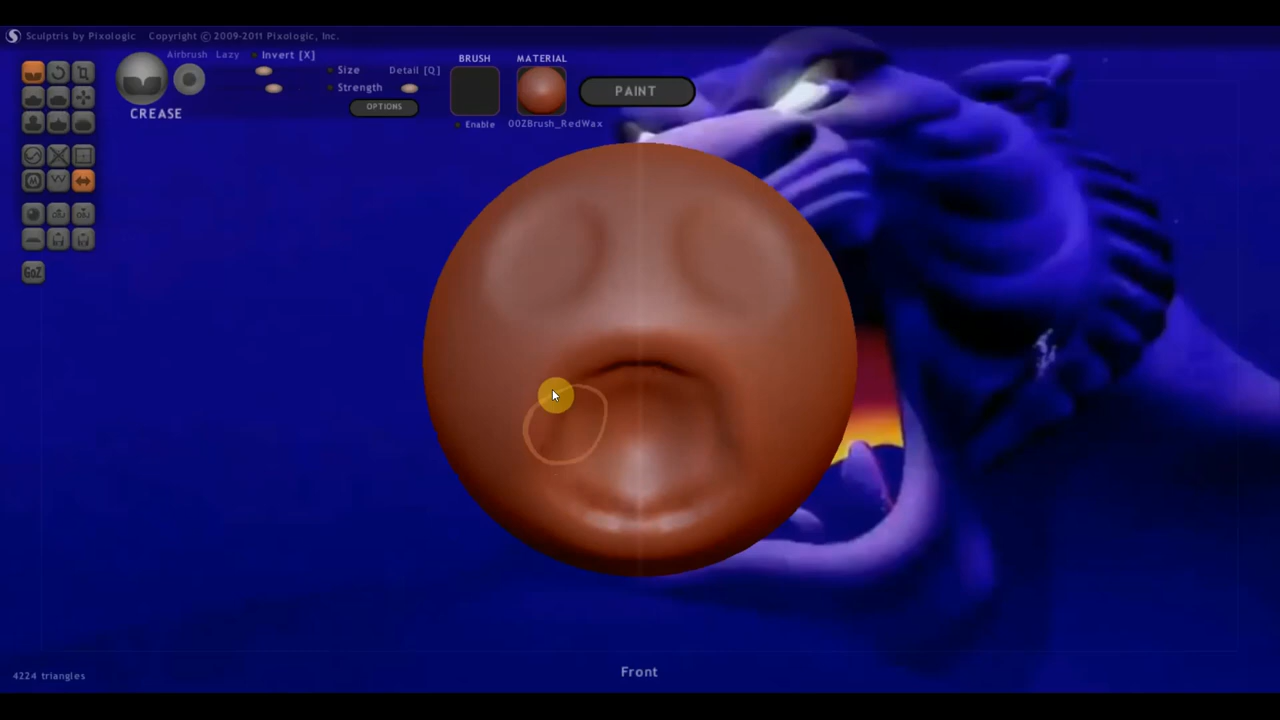 Sculptris by Pixologic Copyright © 2009-2011 Pixologic, Inc.
Airbrush Lazy Invert [X]
Size Detail [Q]
Strength
OPTIONS
CREASE
BRUSH
Enable
MATERIAL
00ZBrush_RedWax
PAINT
GoZ
4224 triangles
Front